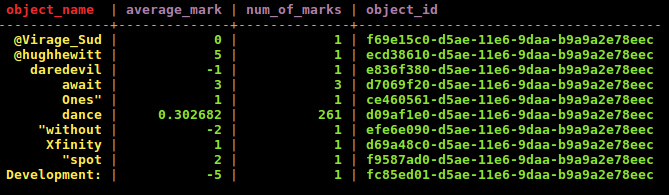 object_name | average_mark | num_of_marks | object_id
-------------+--------------+--------------+--------------------------------------
@Virage_Sud | 0 | 1 | f69e15c0-d5ae-11e6-9daa-b9a9a2e78eec
@hughhewitt | 5 | 1 | ecd38610-d5ae-11e6-9daa-b9a9a2e78eec
daredevil | -1 | 1 | e836f380-d5ae-11e6-9daa-b9a9a2e78eec
await | 3 | 3 | d7069f20-d5ae-11e6-9daa-b9a9a2e78eec
Ones" | 1 | 1 | ce460561-d5ae-11e6-9daa-b9a9a2e78eec
dance | 0.302682 | 261 | d09af1e0-d5ae-11e6-9daa-b9a9a2e78eec
"without | -2 | 1 | efe6e090-d5ae-11e6-9daa-b9a9a2e78eec
Xfinity | 1 | 1 | d69a48c0-d5ae-11e6-9daa-b9a9a2e78eec
"spot | 2 | 1 | f9587ad0-d5ae-11e6-9daa-b9a9a2e78eec
Development: | -5 | 1 | fc85ed01-d5ae-11e6-9daa-b9a9a2e78eec